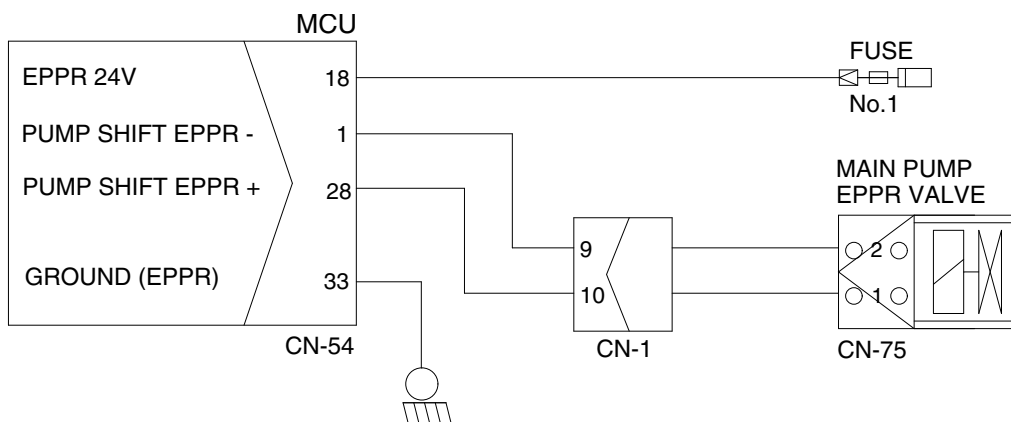 MCU
EPPR 24V
18
FUSE
No.1
PUMP SHIFT EPPR -
1
PUMP SHIFT EPPR +
28
MAIN PUMP
EPPR VALVE
9
2
GROUND (EPPR)
33
10
1
CN-54
CN-1
CN-75